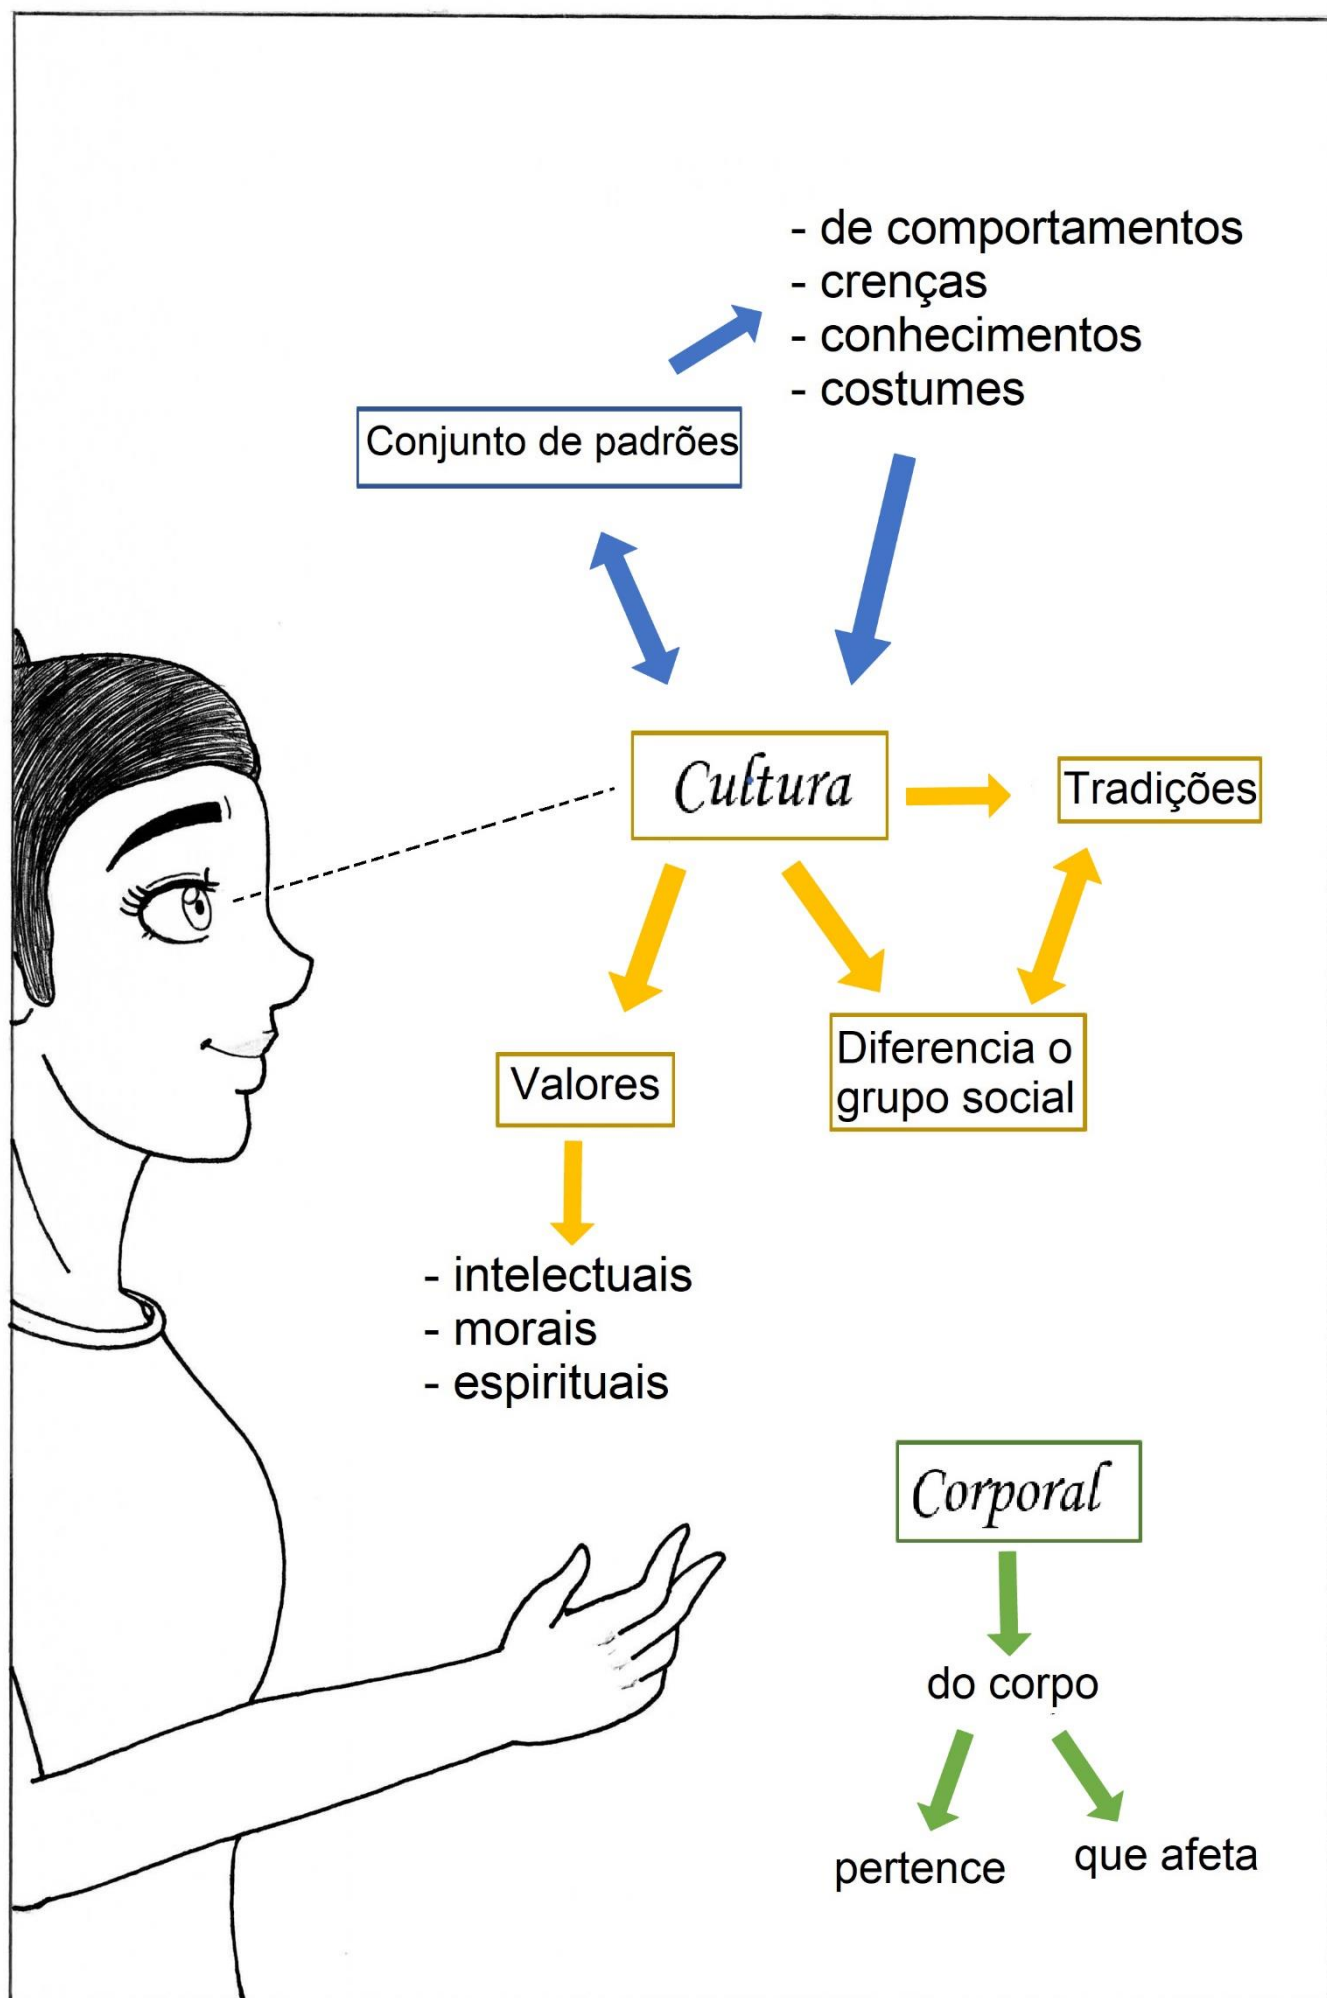 - de comportamentos
- crenças
- conhecimentos
- costumes
Conjunto de padrões
Cultura
Tradições
Diferencia o
grupo social
Valores
- intelectuais
- morais
- espirituais
Corporal
do corpo
pertence
que afeta